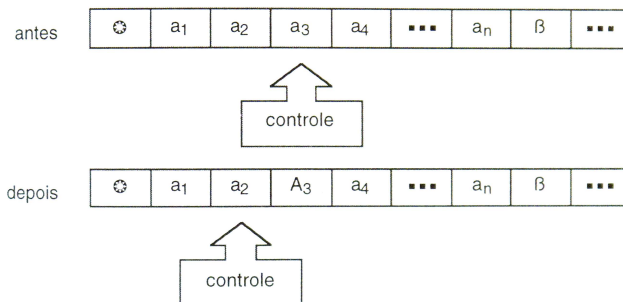 antes ⊛ a₁ a₂ a₃ a₄ ▪▪▪ aₙ ß ▪▪▪
controle
depois ⊛ a₁ a₂ A₃ a₄ ▪▪▪ aₙ ß ▪▪▪
controle